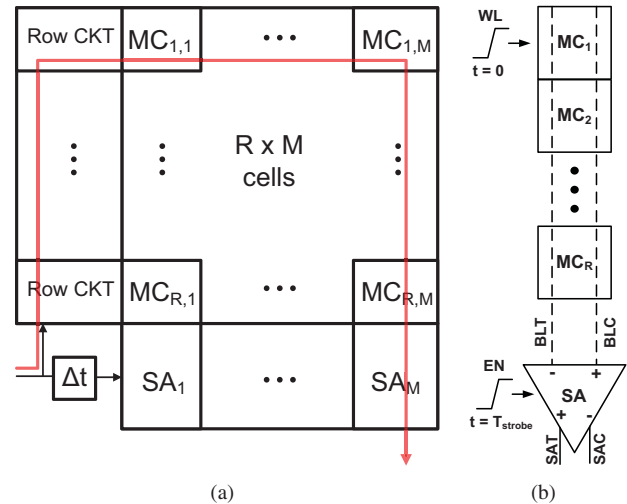 Row CKT MC1,1 ••• MC1,M
R x M
cells
Row CKT MCR,1 ••• MCR,M
Δt SA1 ••• SAM
(a)
WL
t = 0
MC1
MC2
MCR
BLT BLC
EN
t = Tstrobe
- +
SA
+ -
SAT SAC
(b)